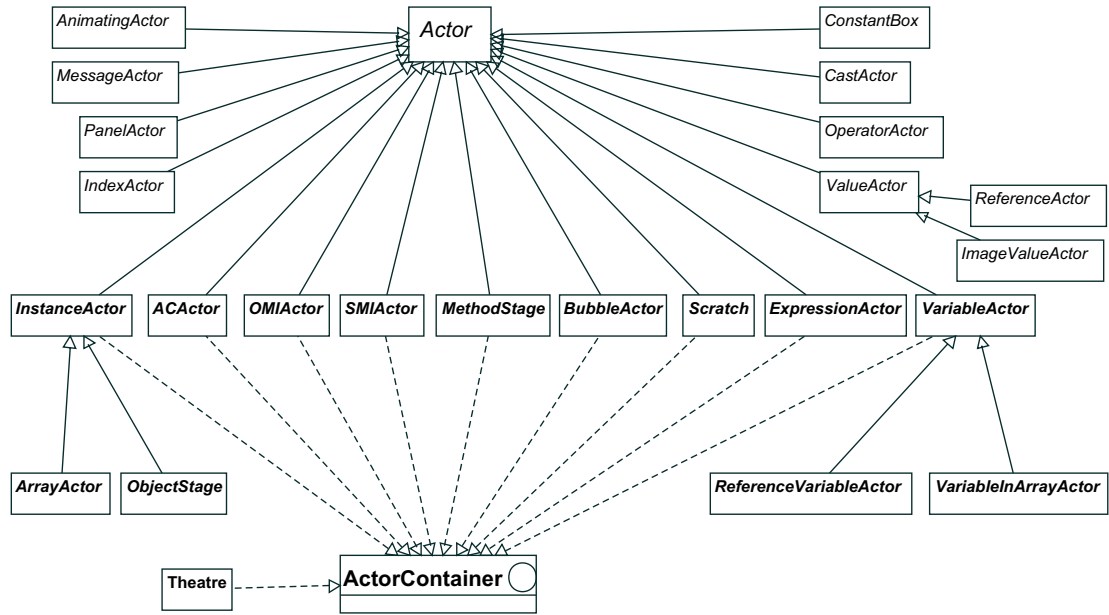 AnimatingActor
Actor
ConstantBox
MessageActor
CastActor
PanelActor
OperatorActor
IndexActor
ValueActor
ReferenceActor
ImageValueActor
InstanceActor
ACActor
OMIActor
SMIActor
MethodStage
BubbleActor
Scratch
ExpressionActor
VariableActor
ArrayActor
ObjectStage
ReferenceVariableActor
VariableInArrayActor
Theatre
ActorContainer